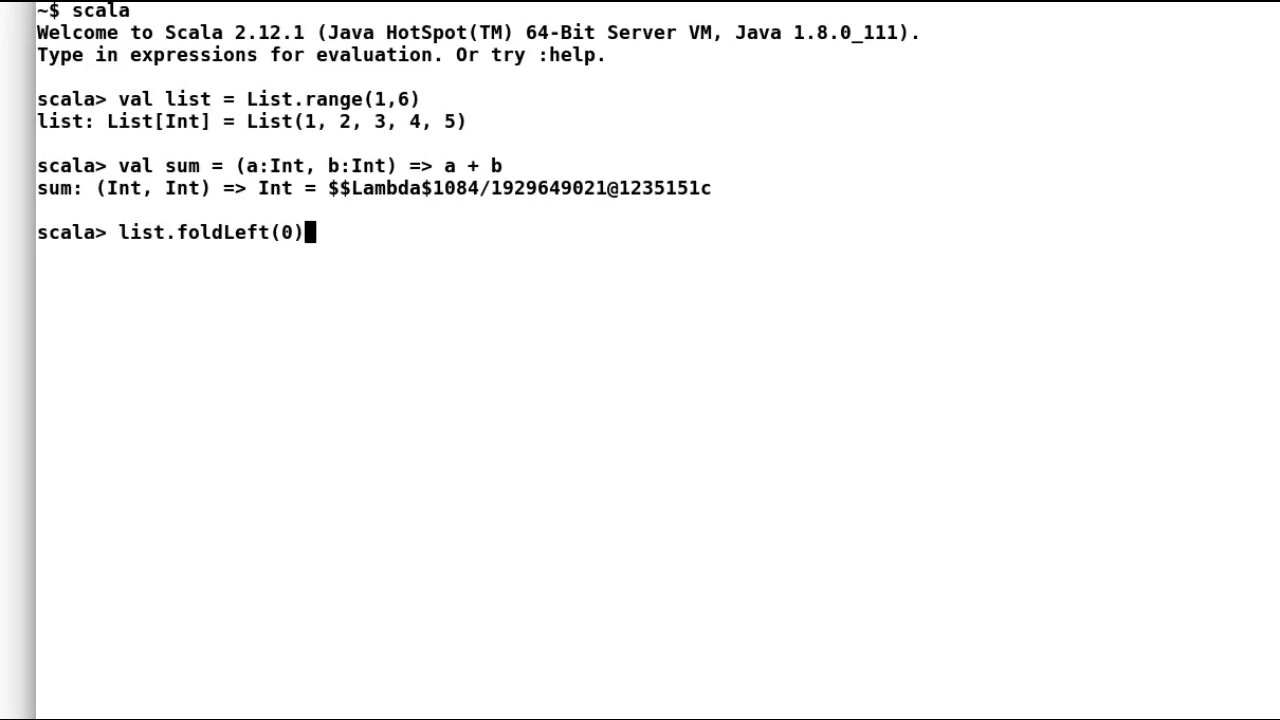 ~$ scala
Welcome to Scala 2.12.1 (Java HotSpot(TM) 64-Bit Server VM, Java 1.8.0_111).
Type in expressions for evaluation. Or try :help.
scala> val list = List.range(1,6)
list: List[Int] = List(1, 2, 3, 4, 5)
scala> val sum = (a:Int, b:Int) => a + b
sum: (Int, Int) => Int = $$Lambda$1084/1929649021@1235151c
scala> list.foldLeft(0)